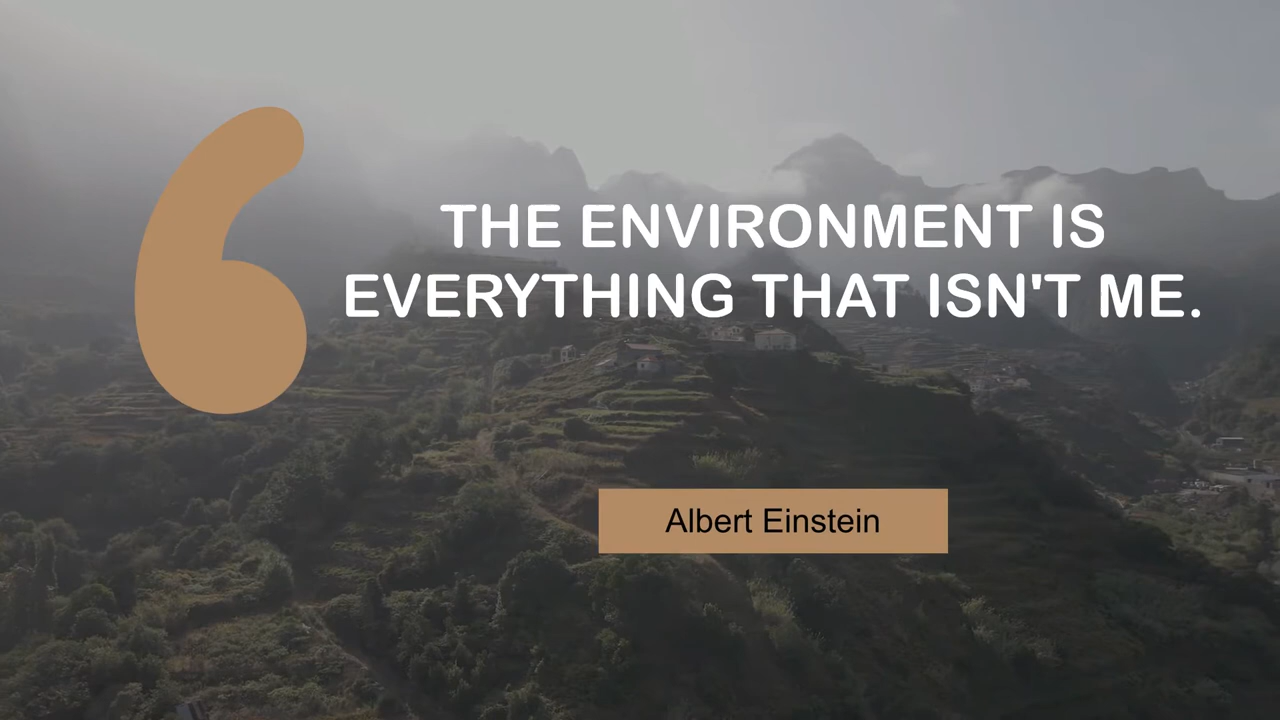 THE ENVIRONMENT IS
EVERYTHING THAT ISN'T ME.
Albert Einstein